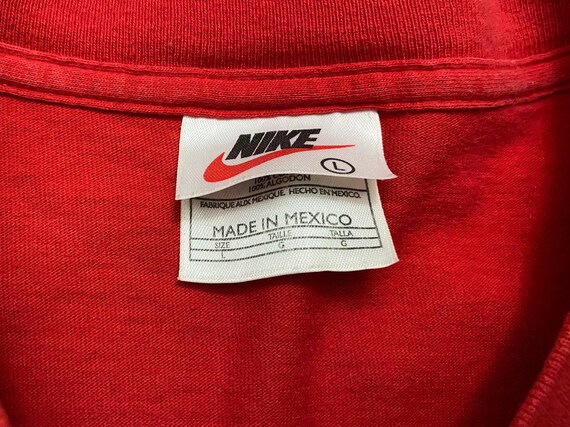 NIKE
L
100% ALGODON
FABRIQUE AUX MEXIQUE. HECHO EN MEXICO.
MADE IN MEXICO
SIZE TAILLE TALLA
L G G